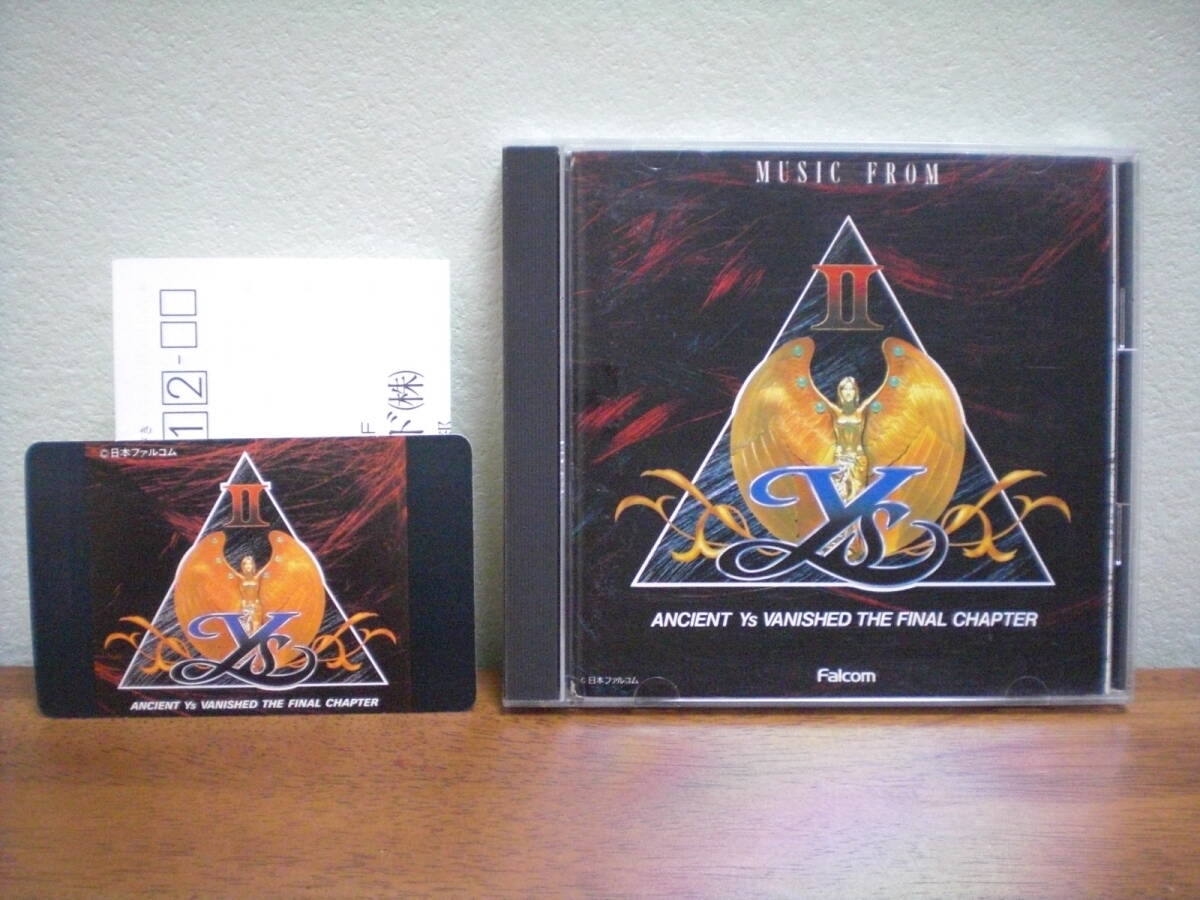 MUSIC FROM
II
Ys
ANCIENT Ys VANISHED THE FINAL CHAPTER
Falcom
© 日本ファルコム
12-
ド(株)
F
© 日本ファルコム
II
Ys
ANCIENT Ys VANISHED THE FINAL CHAPTER